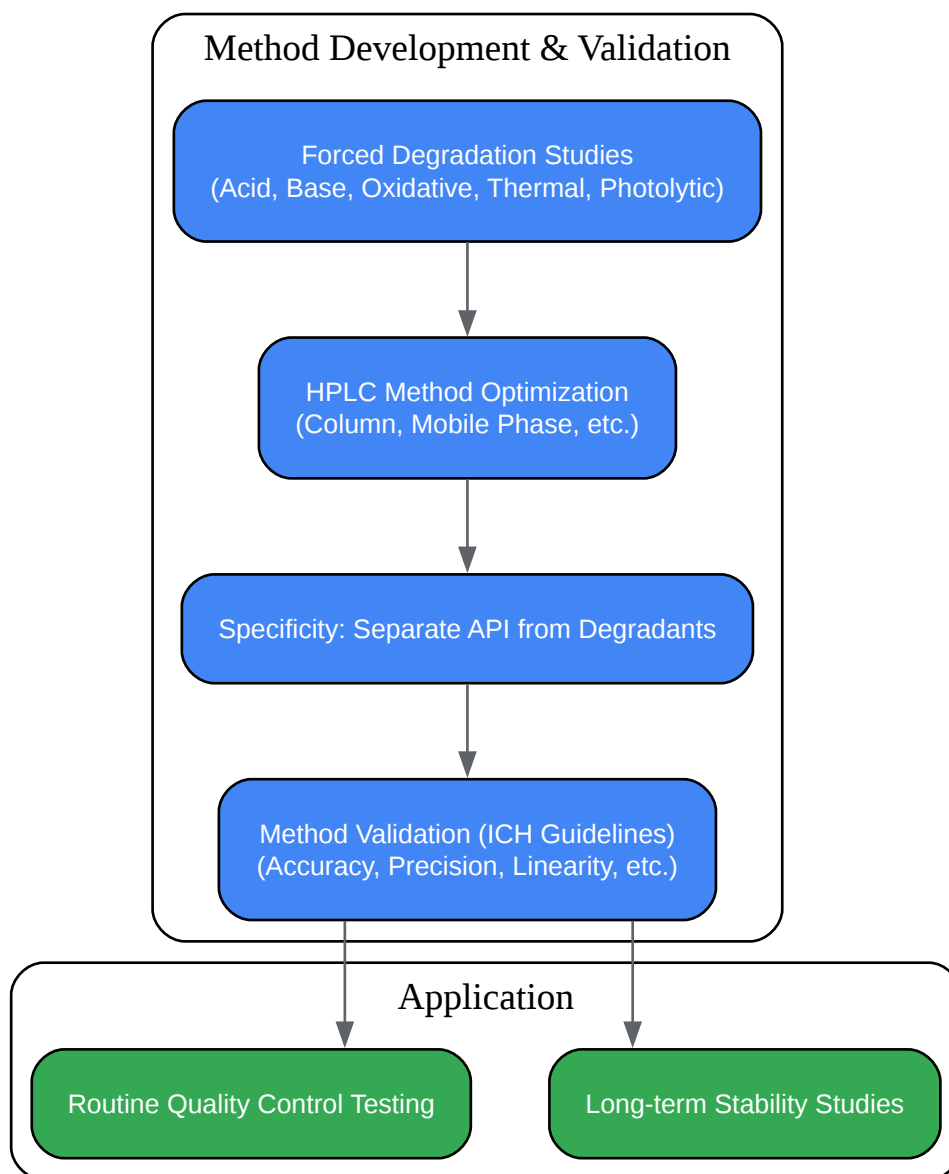 Method Development & Validation
Forced Degradation Studies
(Acid, Base, Oxidative, Thermal, Photolytic)
HPLC Method Optimization
(Column, Mobile Phase, etc.)
Specificity: Separate API from Degradants
Method Validation (ICH Guidelines)
(Accuracy, Precision, Linearity, etc.)
Application
Routine Quality Control Testing
Long-term Stability Studies